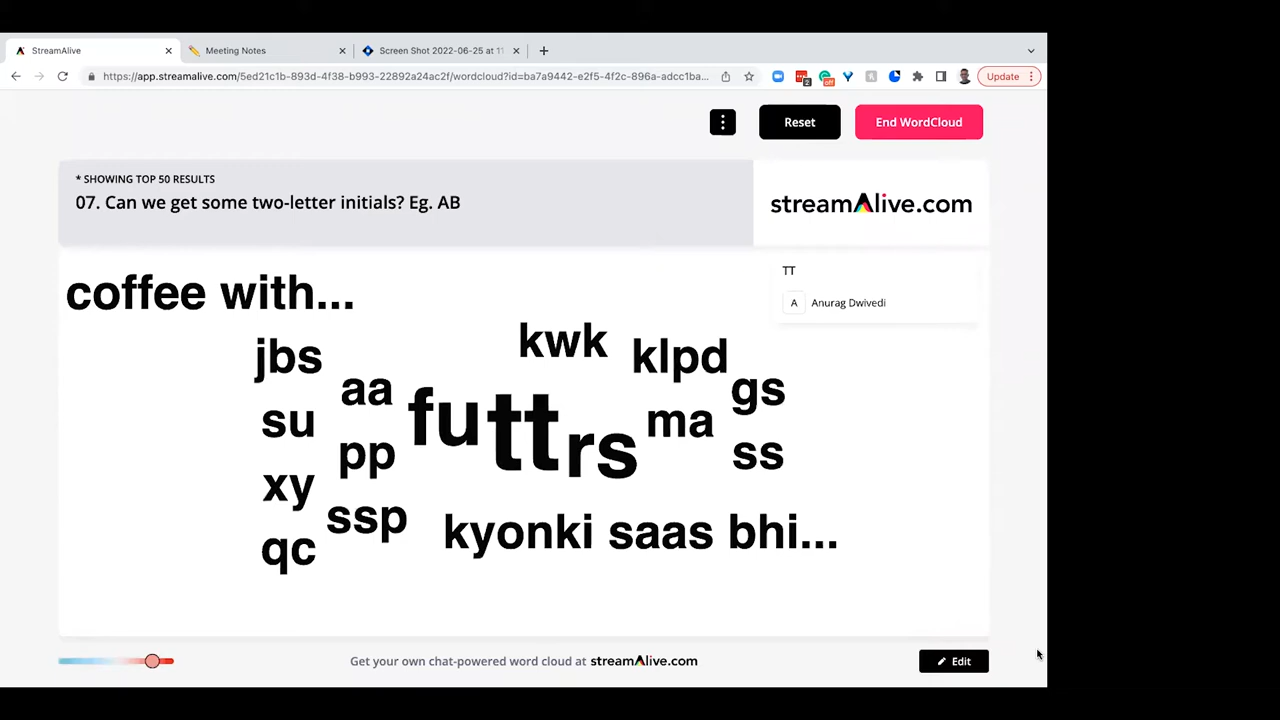 StreamAlive
Meeting Notes
Screen Shot 2022-06-25 at 11
https://app.streamalive.com/5ed21c1b-893d-4f38-b993-22892a24ac2f/wordcloud?id=ba7a9442-e2f5-4f2c-896a-adcc1ba...
2
off
Update
Reset
End WordCloud
* SHOWING TOP 50 RESULTS
07. Can we get some two-letter initials? Eg. AB
streamAlive.com
TT
A Anurag Dwivedi
coffee with...
kwk
jbs
klpd
aa
gs
fu
tt
su
ma
rs
pp
ss
xy
ssp
kyonki saas bhi...
qc
Get your own chat-powered word cloud at streamAlive.com
Edit